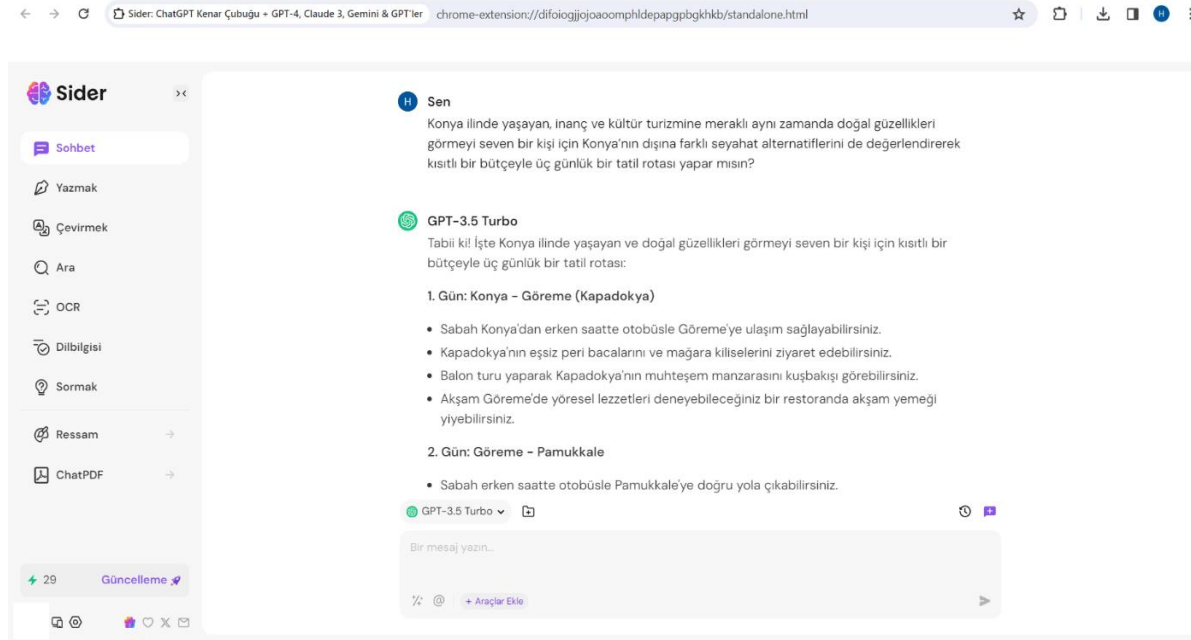 Sider: ChatGPT Kenar Çubuğu + GPT-4, Claude 3, Gemini & GPT'ler
chrome-extension://difoiogjjojoaoomphldepapgpbgkhkb/standalone.html
H
Sider
Sohbet
Yazmak
Çevirmek
Ara
OCR
Dilbilgisi
Sormak
Ressam
ChatPDF
29
Güncelleme
H
Sen
Konya ilinde yaşayan, inanç ve kültür turizmine meraklı aynı zamanda doğal güzellikleri
görmeyi seven bir kişi için Konya'nın dışına farklı seyahat alternatiflerini de değerlendirerek
kısıtlı bir bütçeyle üç günlük bir tatil rotası yapar mısın?
GPT-3.5 Turbo
Tabii ki! İşte Konya ilinde yaşayan ve doğal güzellikleri görmeyi seven bir kişi için kısıtlı bir
bütçeyle üç günlük bir tatil rotası:
1. Gün: Konya - Göreme (Kapadokya)
• Sabah Konya'dan erken saatte otobüsle Göreme'ye ulaşım sağlayabilirsiniz.
• Kapadokya'nın eşsiz peri bacalarını ve mağara kiliselerini ziyaret edebilirsiniz.
• Balon turu yaparak Kapadokya'nın muhteşem manzarasını kuşbakışı görebilirsiniz.
• Akşam Göreme'de yöresel lezzetleri deneyebileceğiniz bir restoranda akşam yemeği
yiyebilirsiniz.
2. Gün: Göreme - Pamukkale
• Sabah erken saatte otobüsle Pamukkale'ye doğru yola çıkabilirsiniz.
GPT-3.5 Turbo
Bir mesaj yazın...
@
+ Araçlar Ekle